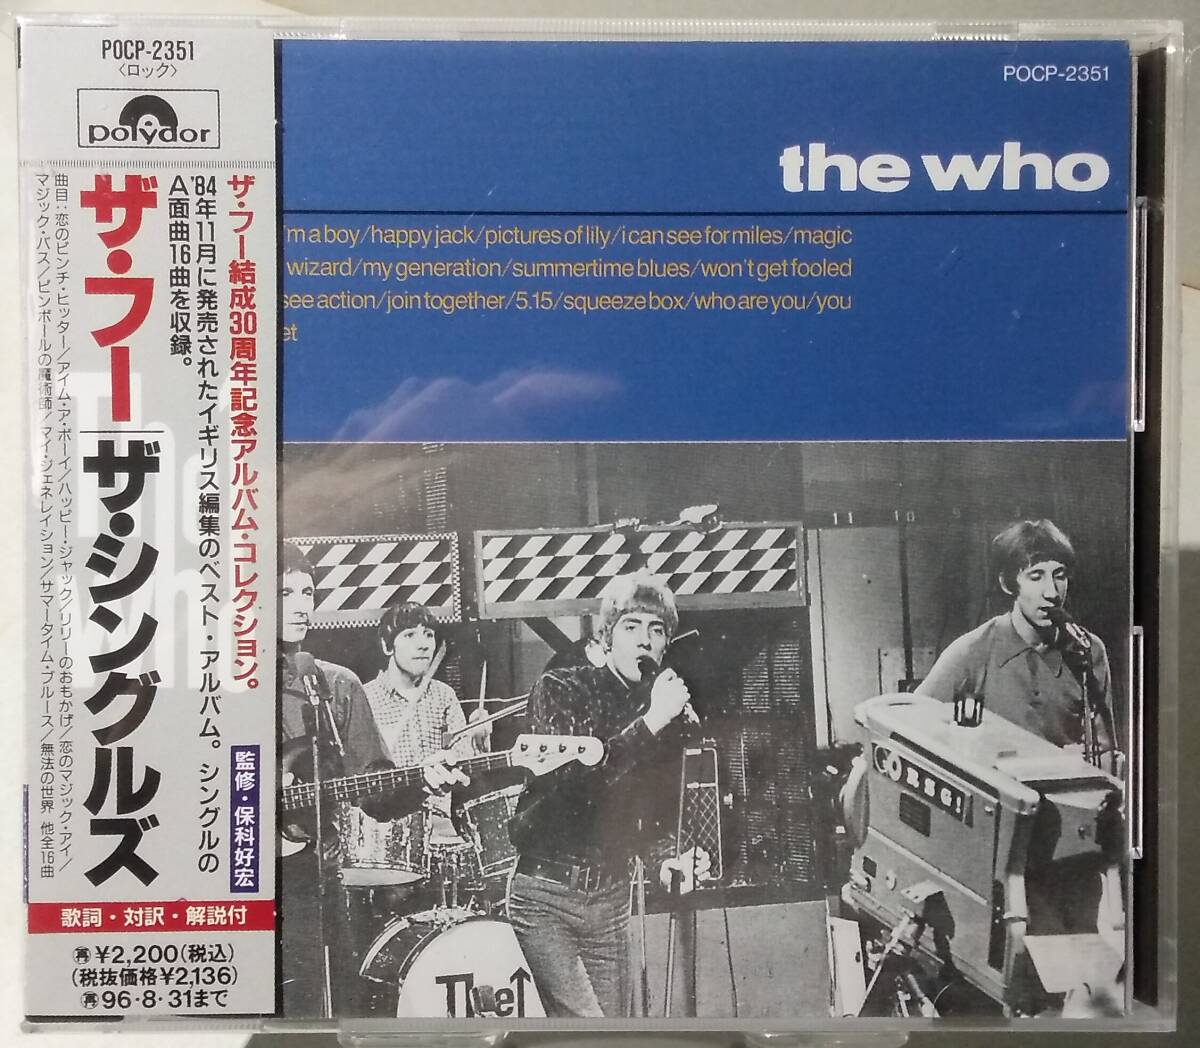 POCP-2351
〈ロック〉
polydor
ザ・フー結成30周年記念アルバム・コレクション。
'84年11月に発売されたイギリス編集のベスト・アルバム。シングルの
A面曲16曲を収録。
監修・保科好宏
ザ・フー|ザ・シングルズ
曲目:恋のピンチ・ヒッター/アイム・ア・ボーイ/ハッピー・ジャック/リリーのおもかげ/恋のマジック・アイ/
マジック・バス/ピンボールの魔術師/マイ・ジェネレイション/サマータイム・ブルース/無法の世界 他全16曲
歌詞・対訳・解説付
再¥2,200(税込)
(税抜価格¥2,136)
再96・8・31まで
POCP-2351
the who
'm a boy/happy jack/pictures of lily/i can see for miles/magic
wizard/my generation/summertime blues/won't get fooled
see action/join together/5.15/squeeze box/who are you/you
et
11 10 9